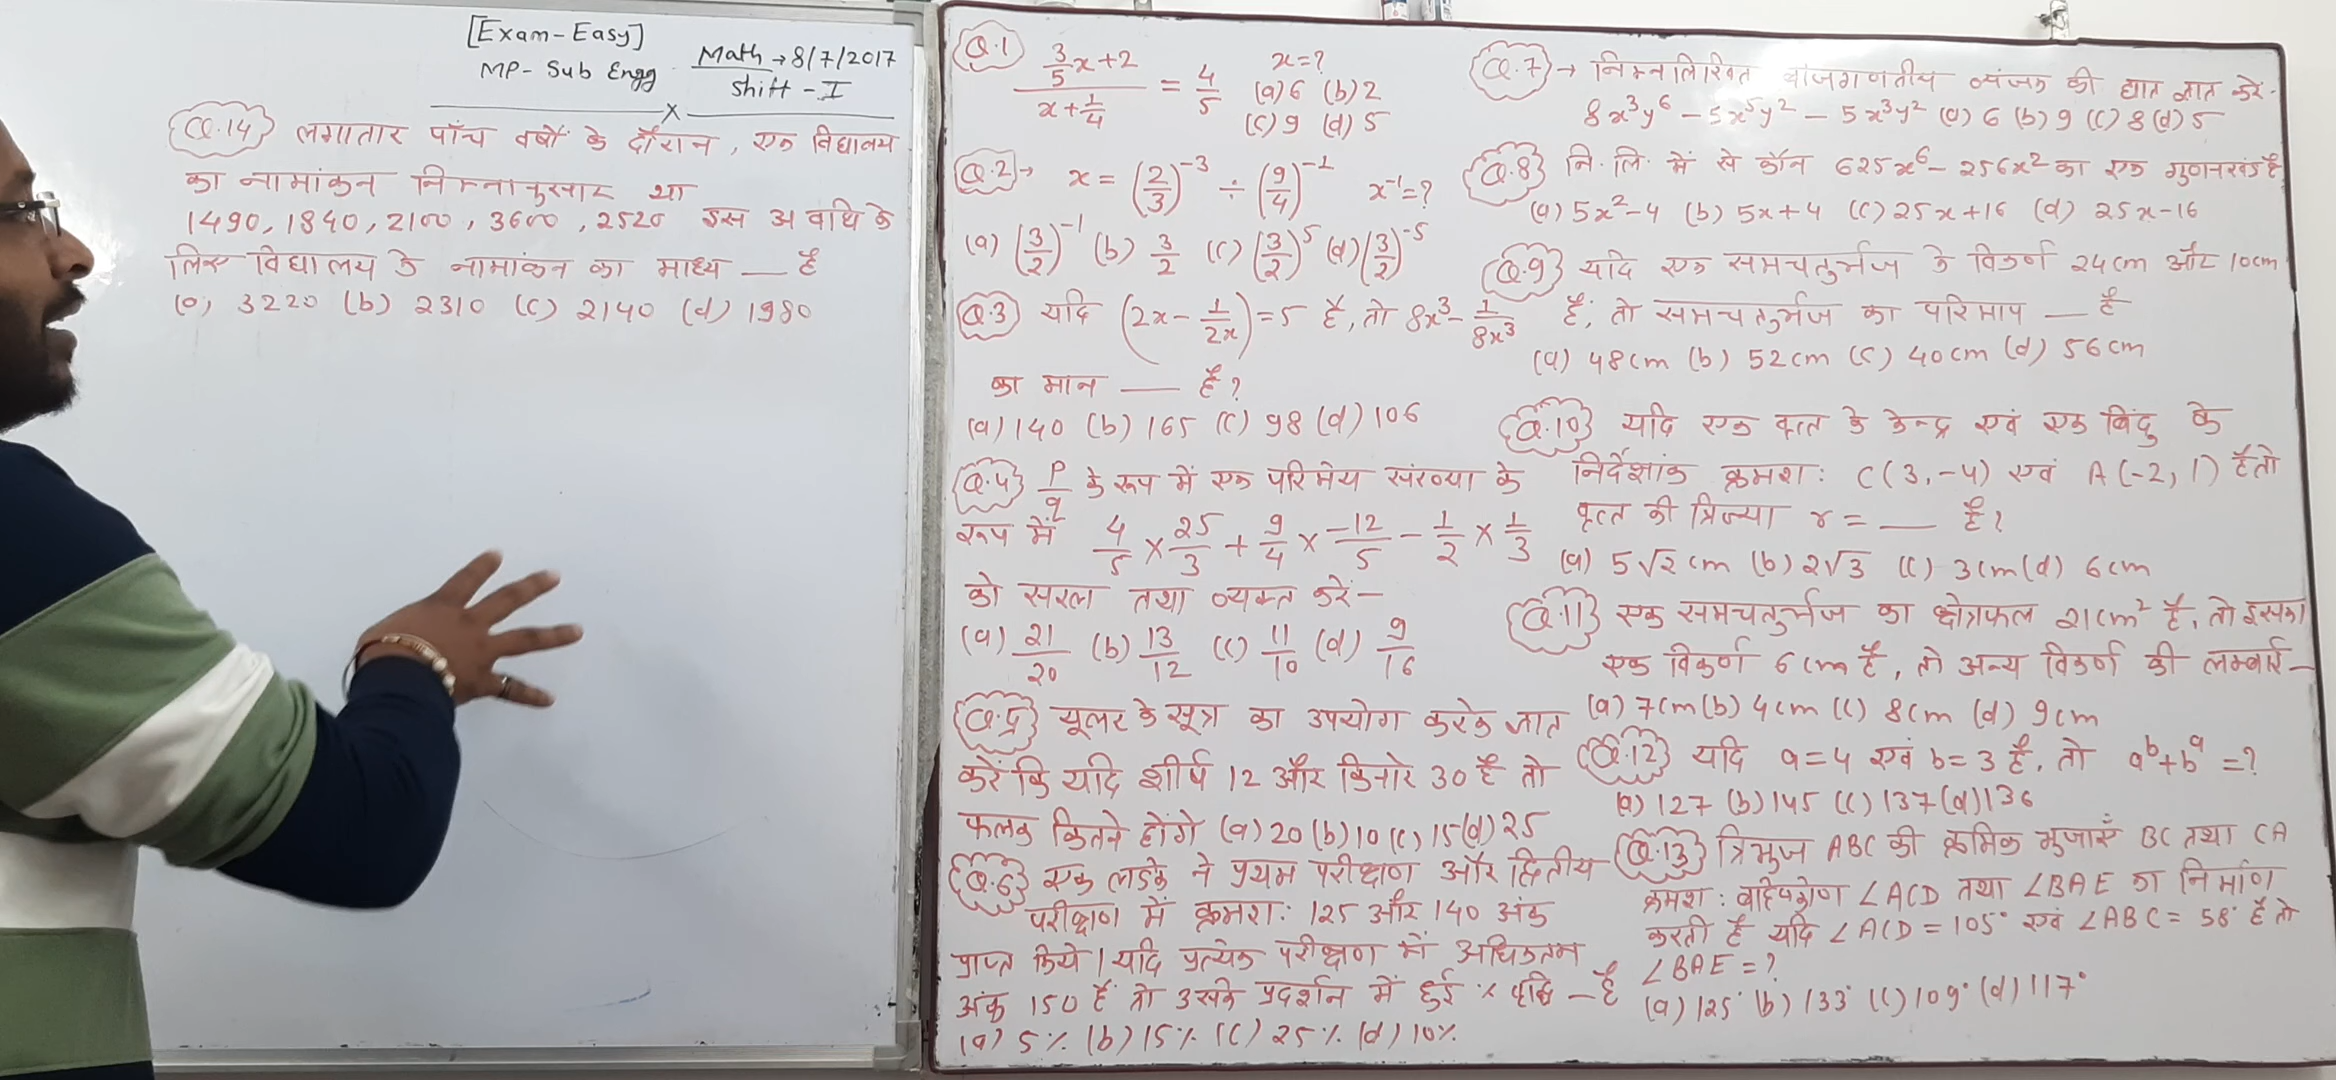 [Exam-Easy]
MP- Sub Engg
Math → 8/7/2017
Shift - I
x
Q.14 लगातार पाँच वर्षों के दौरान, एक विद्यालय
का नामांकन निम्नानुसार था
1490, 1840, 2100, 3600, 2520 इस अवधि के
लिए विद्यालय के नामांकन का माध्य — है
(a) 3220 (b) 2310 (c) 2140 (d) 1980
Q.1 (3/5 x+2)/(x+1/4) = 4/5 x=?
(a) 6 (b) 2
(c) 9 (d) 5
Q.2 → x = (2/3)^-3 ÷ (9/4)^-1 x^-1=?
(a) (3/2)^-1 (b) 3/2 (c) (3/2)^5 (d) (3/2)^-5
Q.3 यदि (2x - 1/2x) = 5 है, तो 8x³ - 1/8x³
का मान — है?
(a) 140 (b) 165 (c) 98 (d) 106
Q.4 P/q के रूप में एक परिमेय संख्या के
रूप में 4/5 × 25/3 + 9/4 × -12/5 - 1/2 × 1/3
को सरल तथा व्यक्त करें-
(a) 21/20 (b) 13/12 (c) 11/10 (d) 9/16
Q.5 यूलर के सूत्र का उपयोग करके ज्ञात
करें कि यदि शीर्ष 12 और किनारे 30 है तो
फलक कितने होंगे (a) 20 (b) 10 (c) 15 (d) 25
Q.6 एक लडके ने प्रथम परीक्षण और द्वितीय
परीक्षण में क्रमशः 125 और 140 अंक
प्राप्त किये। यदि प्रत्येक परीक्षण में अधिकतम
अंक 150 हैं तो उसके प्रदर्शन में हुई % वृद्धि — है
(a) 5% (b) 15% (c) 25% (d) 10%
Q.7 → निम्नलिखित बीजगणतीय व्यंजक की घात ज्ञात करें-
8x³y⁶ - 5x⁵y² - 5x³y² (a) 6 (b) 9 (c) 8 (d) 5
Q.8 नि. लि. में से कौन 625x⁶ - 256x² का एक गुणनखंड है
(a) 5x²-4 (b) 5x+4 (c) 25x+16 (d) 25x-16
Q.9 यदि एक समचतुर्भुज के विकर्ण 24cm और 10cm
हैं, तो समचतुर्भुज का परिमाप — है
(a) 48cm (b) 52cm (c) 40cm (d) 56cm
Q.10 यदि एक वृत्त के केन्द्र एवं एक बिंदु के
निर्देशांक क्रमशः C(3,-4) एवं A(-2,1) है तो
वृत्त की त्रिज्या r = — है?
(a) 5√2 cm (b) 2√3 (c) 3cm (d) 6cm
Q.11 एक समचतुर्भुज का क्षेत्रफल 21cm² है, तो इसका
एक विकर्ण 6cm है, तो अन्य विकर्ण की लम्बाई-
(a) 7cm (b) 4cm (c) 8cm (d) 9cm
Q.12 यदि a=4 एवं b=3 है, तो a^b+b^a =?
(a) 127 (b) 145 (c) 137 (d) 136
Q.13 त्रिभुज ABC की क्रमिक भुजाएँ BC तथा CA
क्रमशः बहिष्कोण ∠ACD तथा ∠BAE का निर्माण
करती है यदि ∠ACD = 105° एवं ∠ABC = 58° है तो
∠BAE = ?
(a) 125° (b) 133° (c) 109° (d) 117°